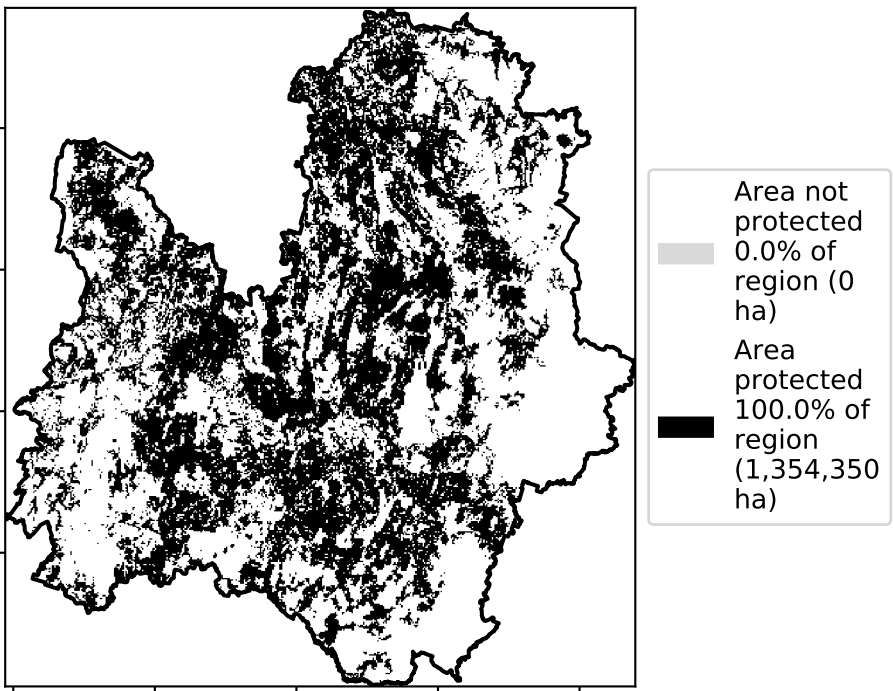 Area not
protected
0.0% of
region (0
ha)
Area
protected
100.0% of
region
(1,354,350
ha)